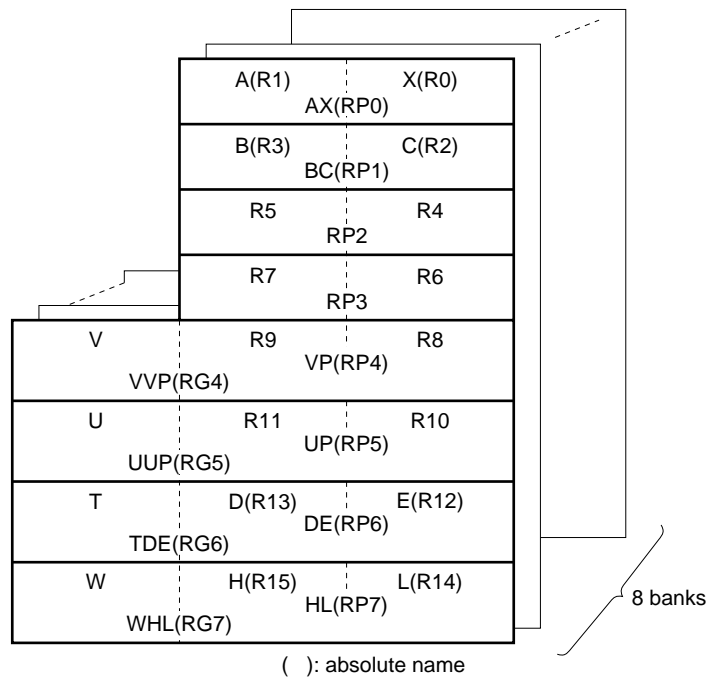 A(R1) X(R0)
AX(RP0)
B(R3) C(R2)
BC(RP1)
R5 R4
RP2
R7 R6
RP3
V R9 R8
VP(RP4)
VVP(RG4)
U R11 R10
UP(RP5)
UUP(RG5)
T D(R13) E(R12)
DE(RP6)
TDE(RG6)
W H(R15) L(R14)
HL(RP7)
WHL(RG7)
8 banks
( ): absolute name